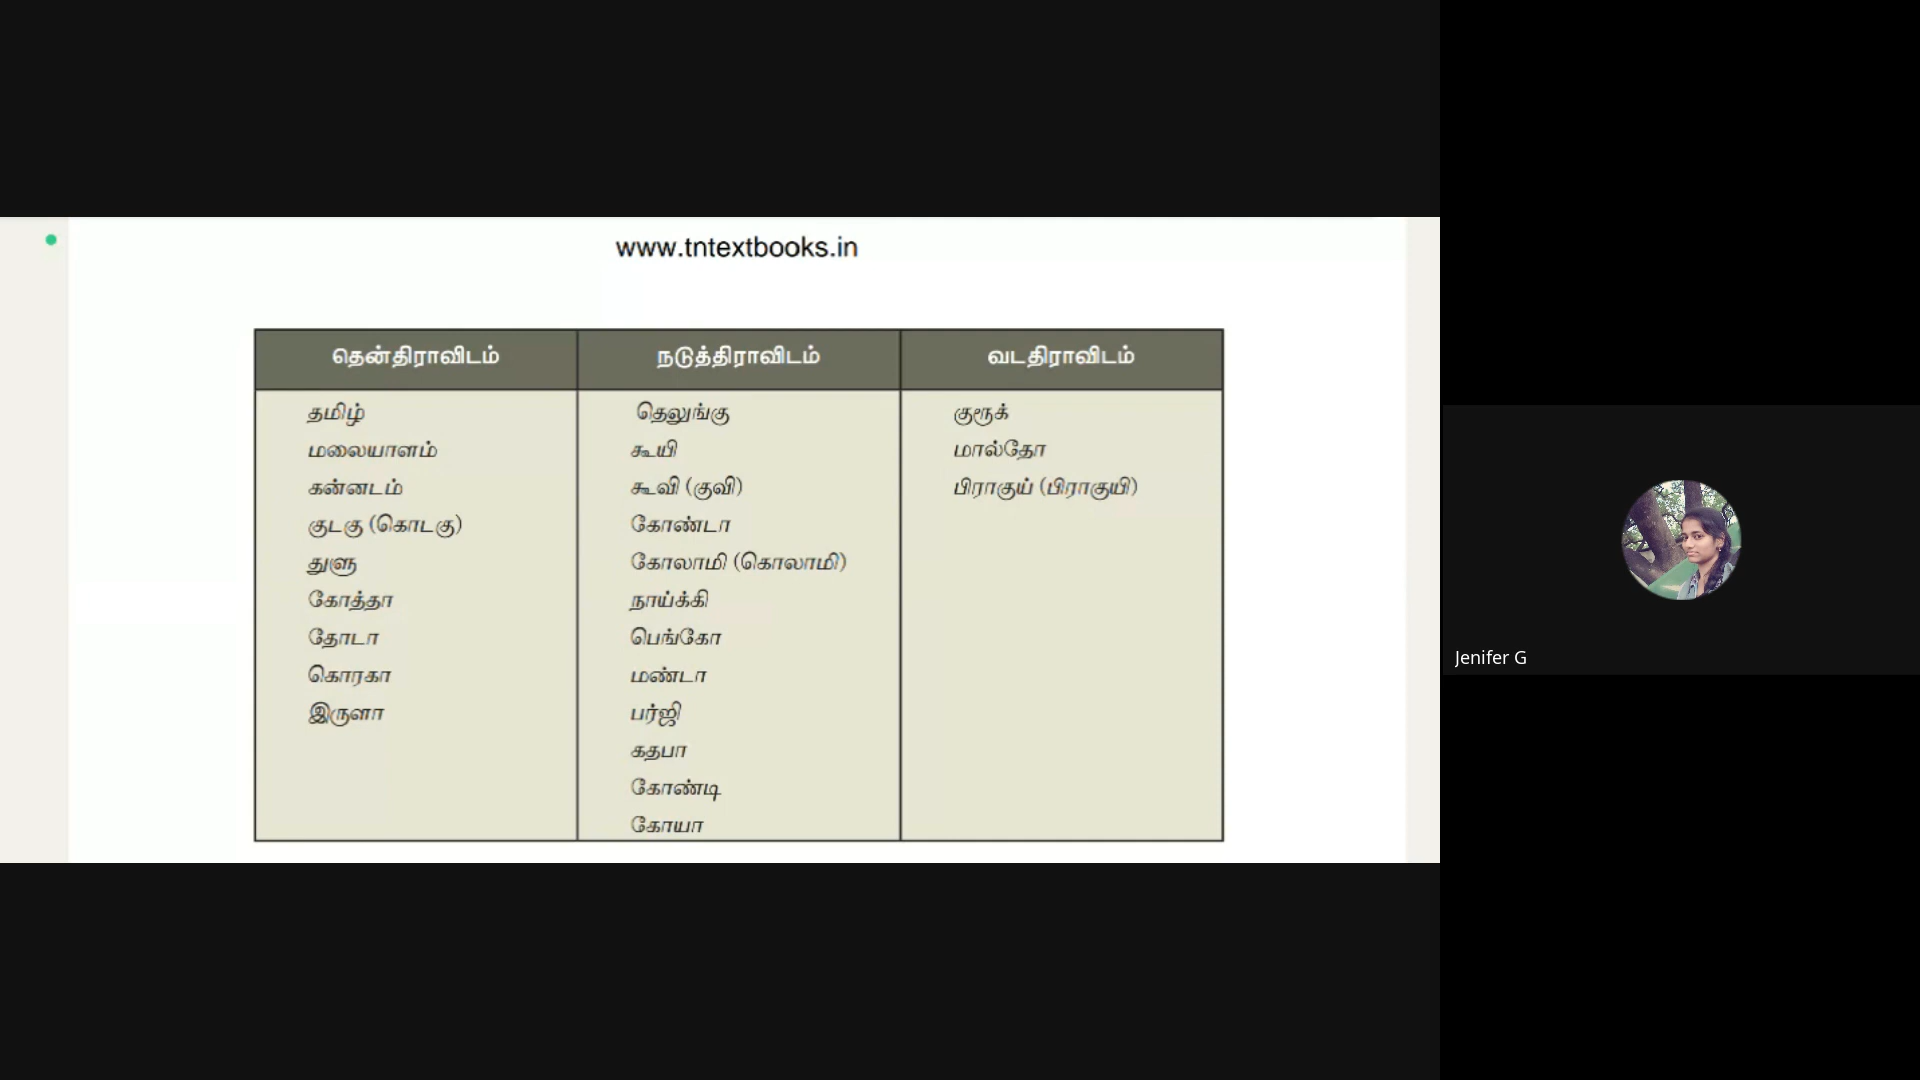 www.tntextbooks.in
தென்திராவிடம் நடுத்திராவிடம் வடதிராவிடம்
தமிழ் தெலுங்கு குரூக்
மலையாளம் கூயி மால்தோ
கன்னடம் கூவி (குவி) பிராகுய் (பிராகுயி)
குடகு (கொடகு) கோண்டா
துளு கோலாமி (கொலாமி)
கோத்தா நாய்க்கி
தோடா பெங்கோ
கொரகா மண்டா
இருளா பர்ஜி
கதபா
கோண்டி
கோயா
Jenifer G